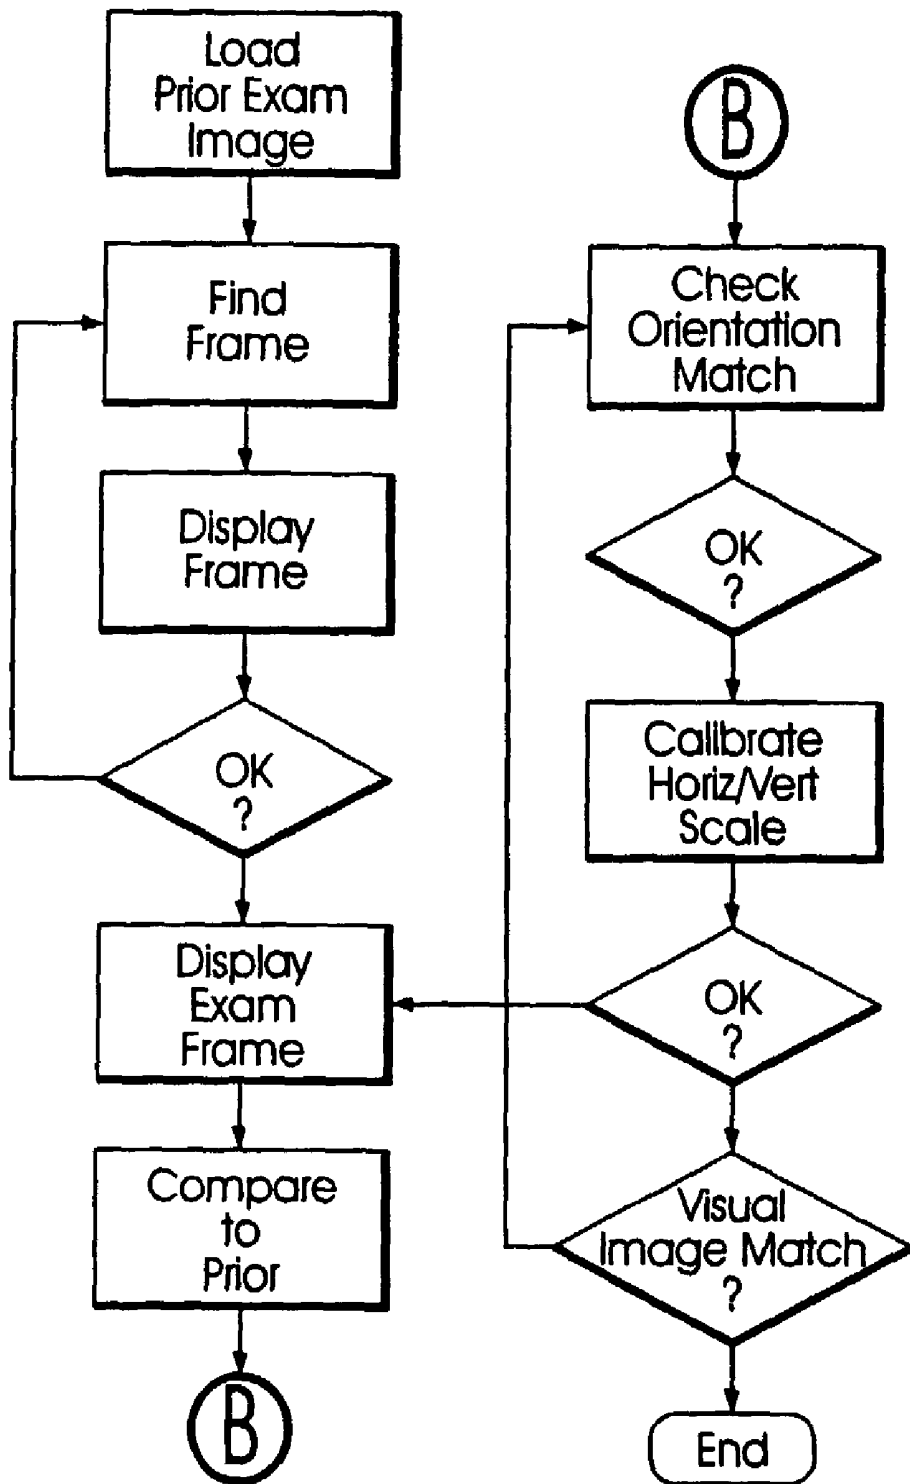 Load
Prior Exam
Image
Find
Frame
Display
Frame
OK
?
Display
Exam
Frame
Compare
to
Prior
B
B
Check
Orientation
Match
OK
?
Calibrate
Horiz/Vert
Scale
OK
?
Visual
Image Match
?
End